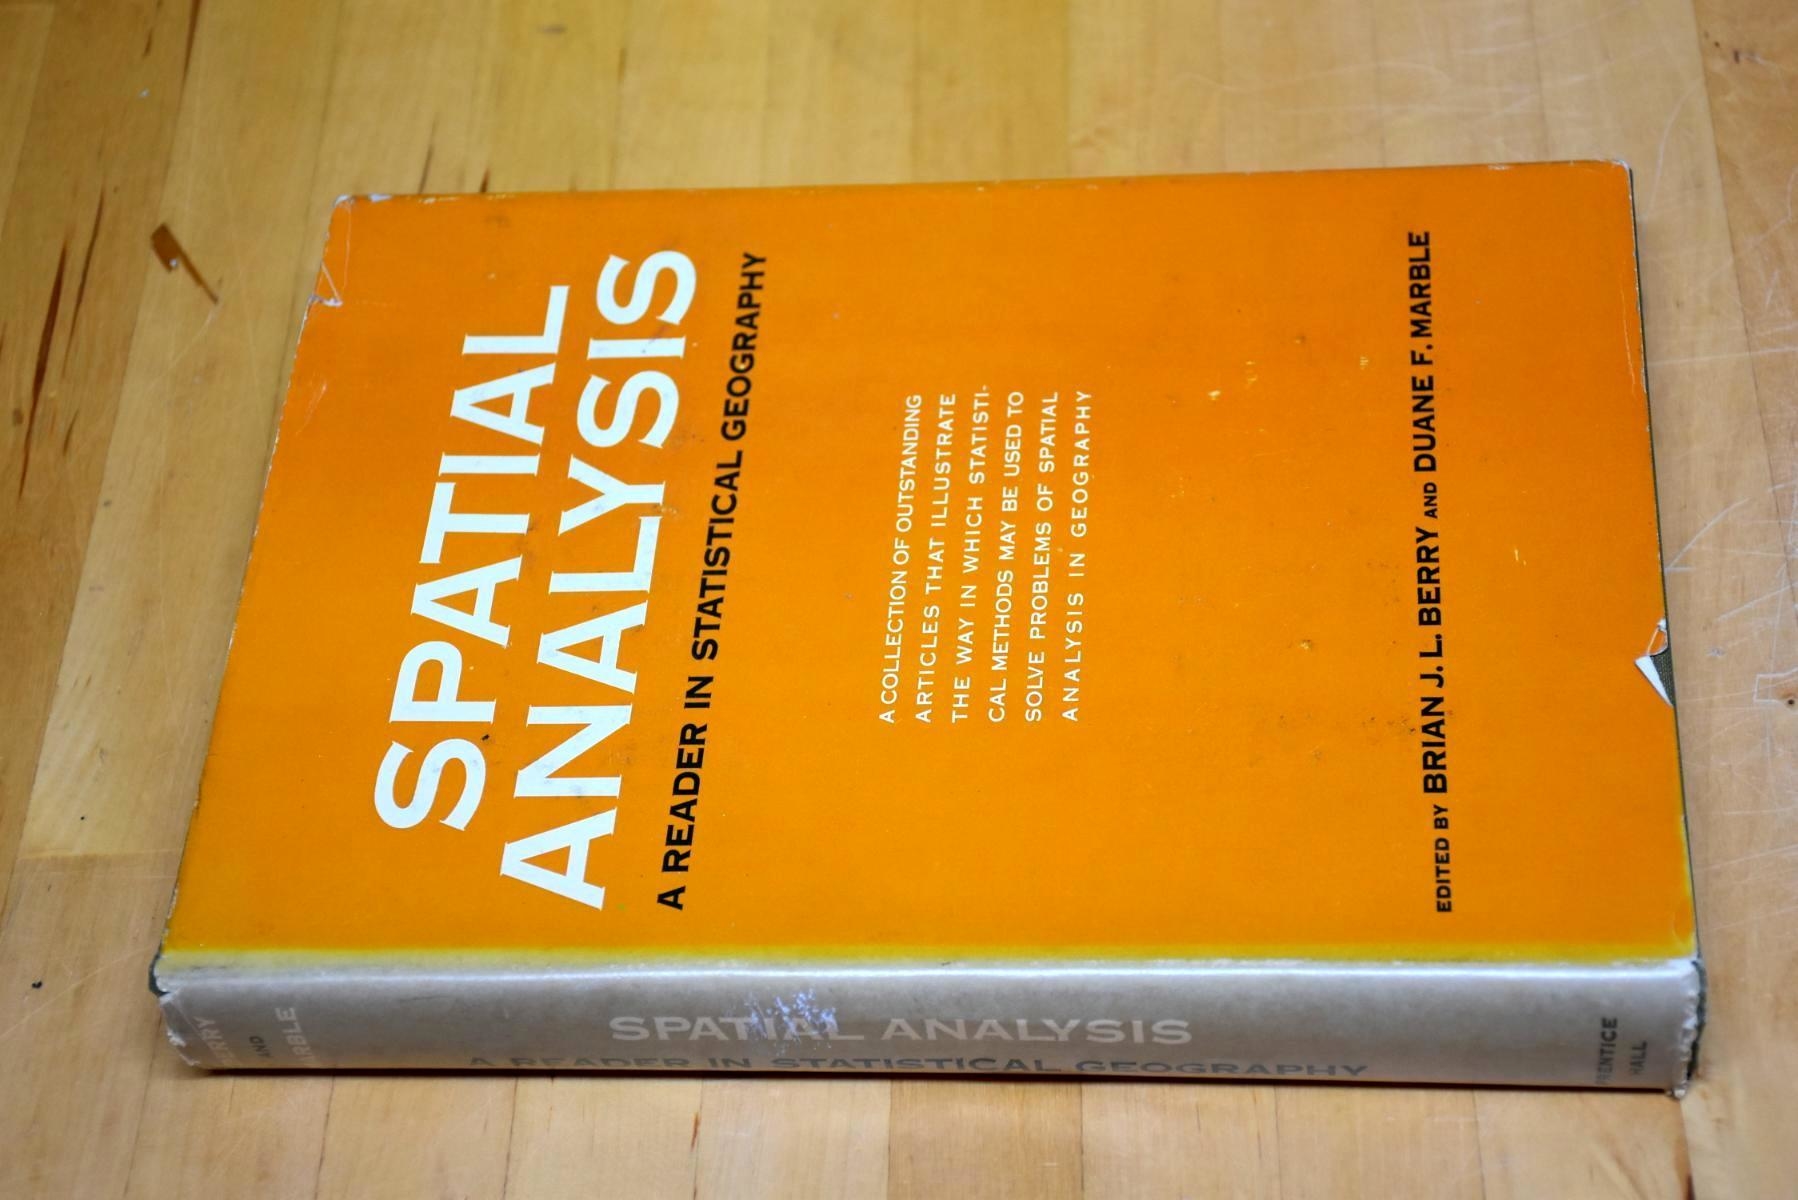 SPATIAL
ANALYSIS
A READER IN STATISTICAL GEOGRAPHY
A COLLECTION OF OUTSTANDING
ARTICLES THAT ILLUSTRATE
THE WAY IN WHICH STATISTI-
CAL METHODS MAY BE USED TO
SOLVE PROBLEMS OF SPATIAL
ANALYSIS IN GEOGRAPHY
EDITED BY BRIAN J. L. BERRY AND DUANE F. MARBLE
BERRY
AND
MARBLE
SPATIAL ANALYSIS
A READER IN STATISTICAL GEOGRAPHY
PRENTICE
HALL